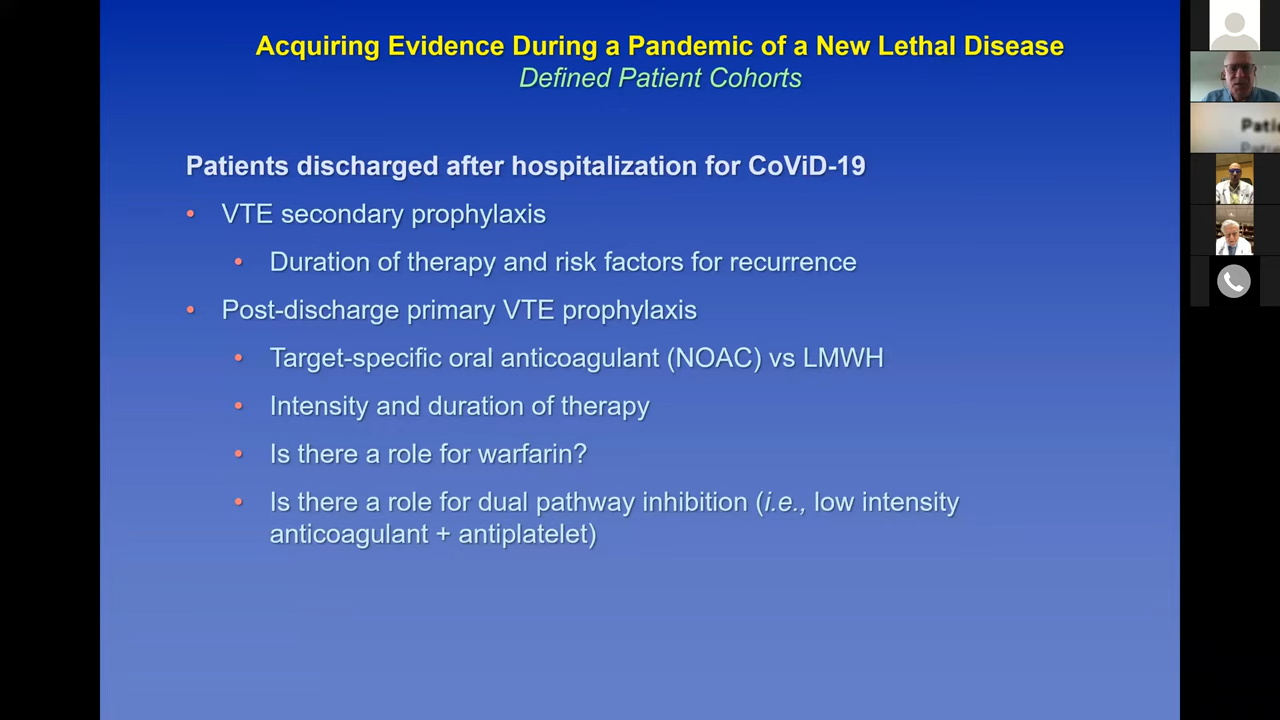 Acquiring Evidence During a Pandemic of a New Lethal Disease
Defined Patient Cohorts
Patients discharged after hospitalization for CoViD-19
• VTE secondary prophylaxis
• Duration of therapy and risk factors for recurrence
• Post-discharge primary VTE prophylaxis
• Target-specific oral anticoagulant (NOAC) vs LMWH
• Intensity and duration of therapy
• Is there a role for warfarin?
• Is there a role for dual pathway inhibition (i.e., low intensity
anticoagulant + antiplatelet)